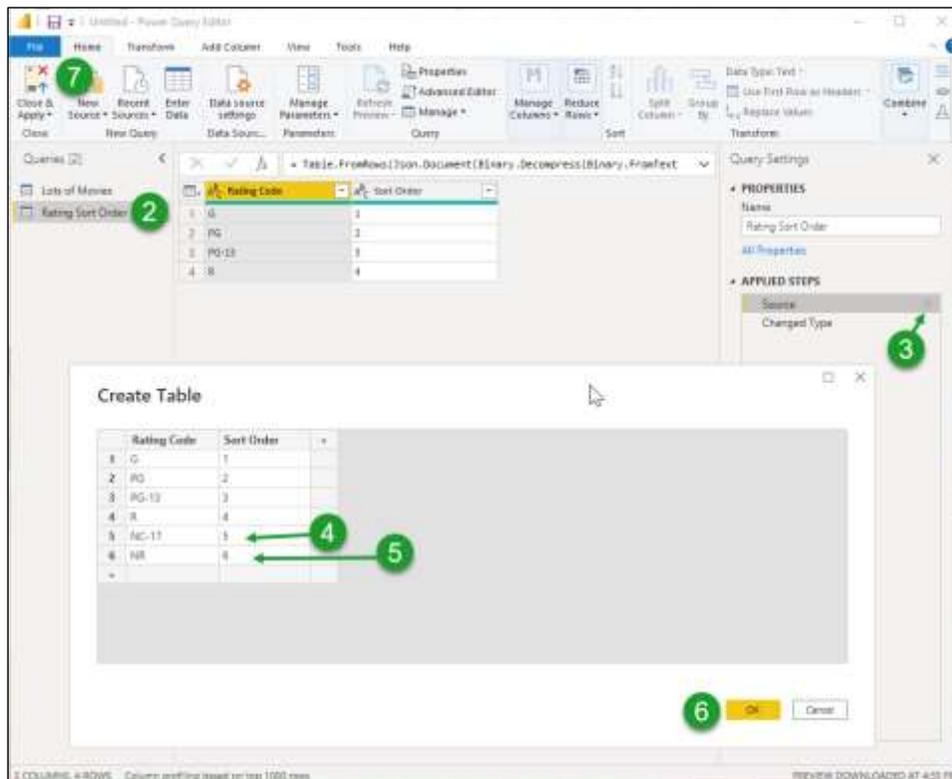 Untitled - Power Query Editor
File Home Transform Add Column View Tools Help
7
Close & Apply
New Source
Recent Sources
Enter Data
Data source settings
Manage Parameters
Refresh Preview
Properties
Advanced Editor
Manage
Manage Columns
Reduce Rows
Split Column
Group By
Data Type: Text
Use First Row as Headers
Replace Values
Combine
Close New Query Data Sourc... Parameters Query Sort Transform
Queries [2]
= Table.FromRows(Json.Document(Binary.Decompress(Binary.FromText
Query Settings
Lots of Movies
Rating Sort Order
2
Rating Code Sort Order
1 G 1
2 PG 2
3 PG-13 3
4 R 4
PROPERTIES
Name
Rating Sort Order
All Properties
APPLIED STEPS
Source
Changed Type
3
Create Table
Rating Code Sort Order +
1 G 1
2 PG 2
3 PG-13 3
4 R 4
5 NC-17 5
6 NR 6
4
5
6
OK Cancel
2 COLUMNS, 4 ROWS Column profiling based on top 1000 rows
PREVIEW DOWNLOADED AT